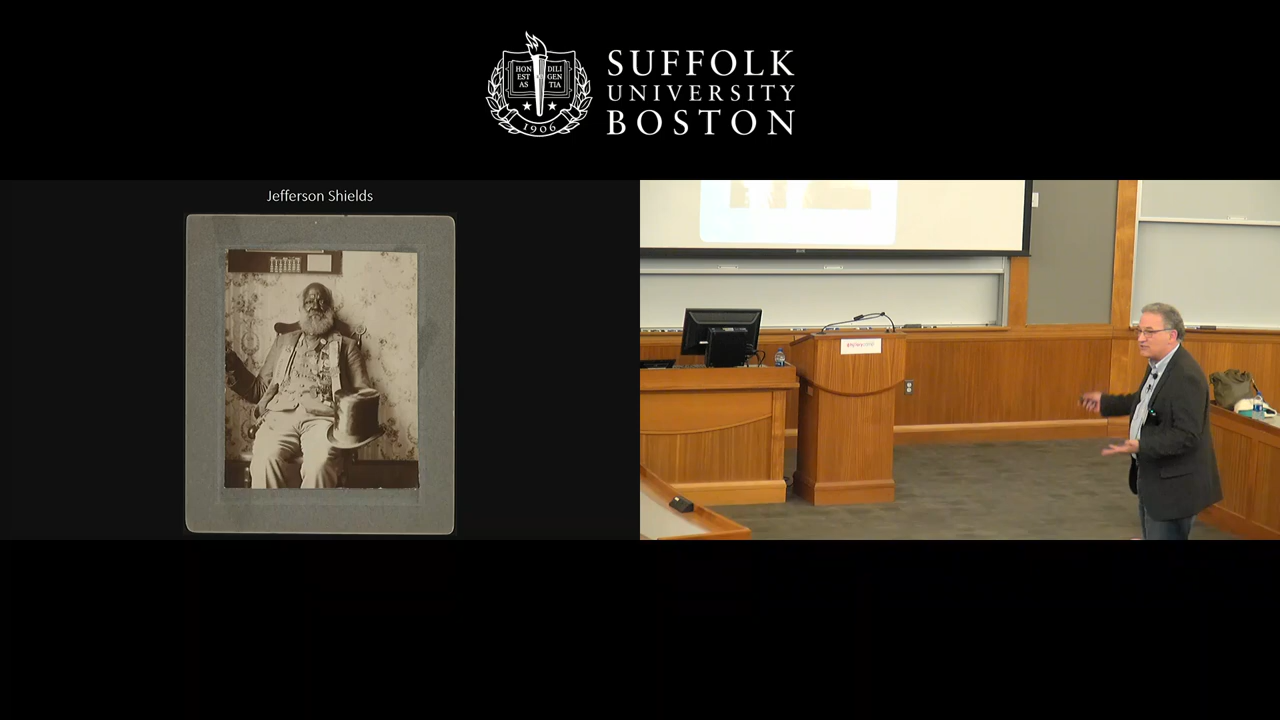 HON
EST
AS
DILI
GEN
TIA
1906
SUFFOLK
UNIVERSITY
BOSTON
Jefferson Shields